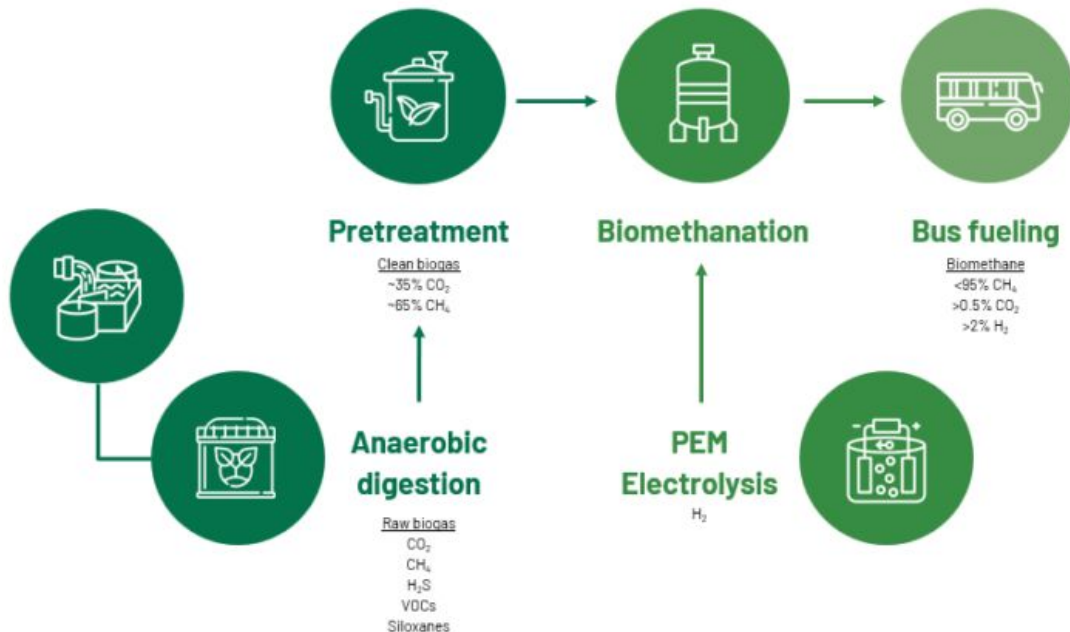 Pretreatment
Clean biogas
~35% CO₂
~65% CH₄
Biomethanation
Bus fueling
Biomethane
<95% CH₄
>0.5% CO₂
>2% H₂
Anaerobic
digestion
Raw biogas
CO₂
CH₄
H₂S
VOCs
Siloxanes
PEM
Electrolysis
H₂
- +